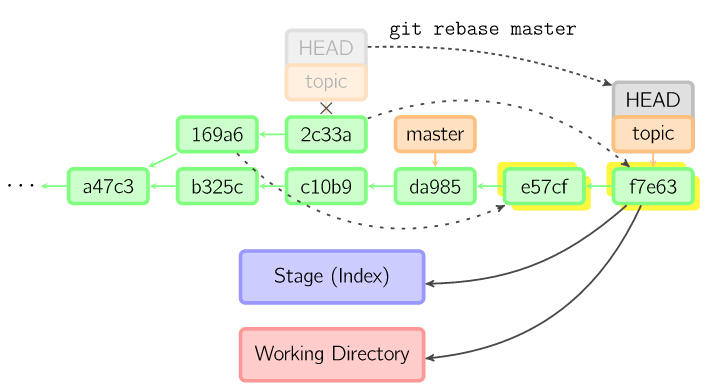 git rebase master
HEAD
topic
HEAD
topic
169a6
2c33a
master
...
a47c3
b325c
c10b9
da985
e57cf
f7e63
Stage (Index)
Working Directory